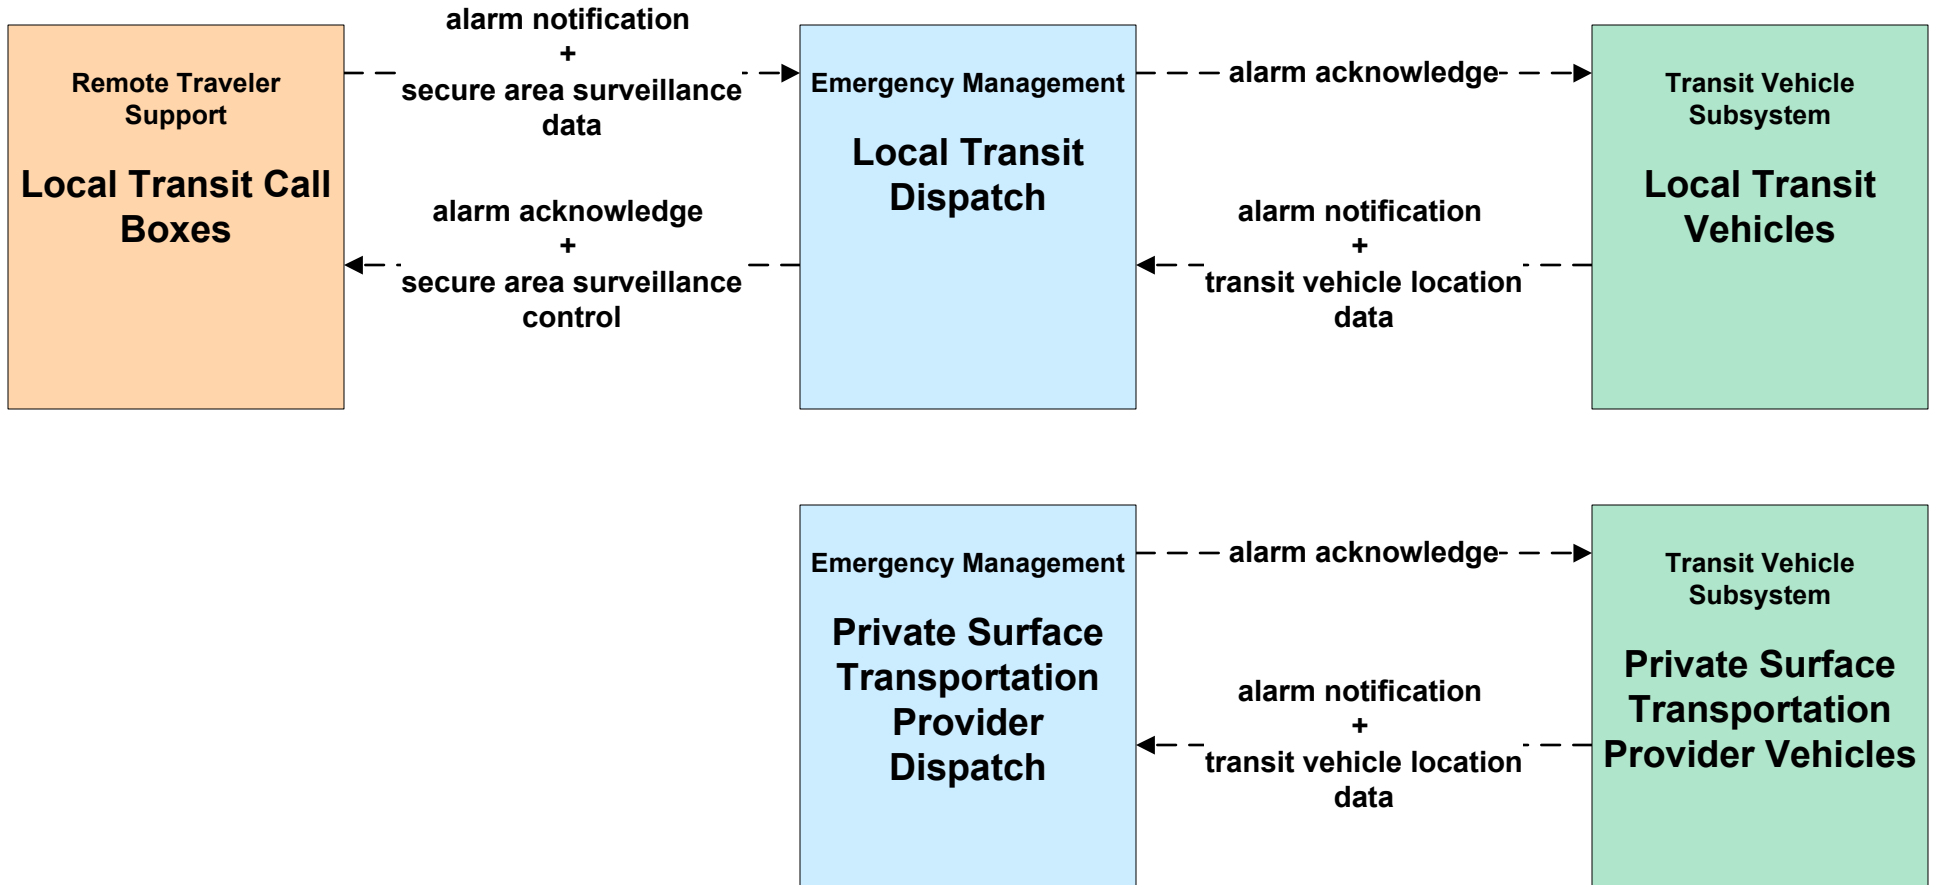 alarm notification
+
secure area surveillance
data
Remote Traveler
Support
Local Transit Call
Boxes
alarm acknowledge
+
secure area surveillance
control
Emergency Management
Local Transit
Dispatch
alarm acknowledge
alarm notification
+
transit vehicle location
data
Transit Vehicle
Subsystem
Local Transit
Vehicles
Emergency Management
Private Surface
Transportation
Provider
Dispatch
alarm acknowledge
alarm notification
+
transit vehicle location
data
Transit Vehicle
Subsystem
Private Surface
Transportation
Provider Vehicles